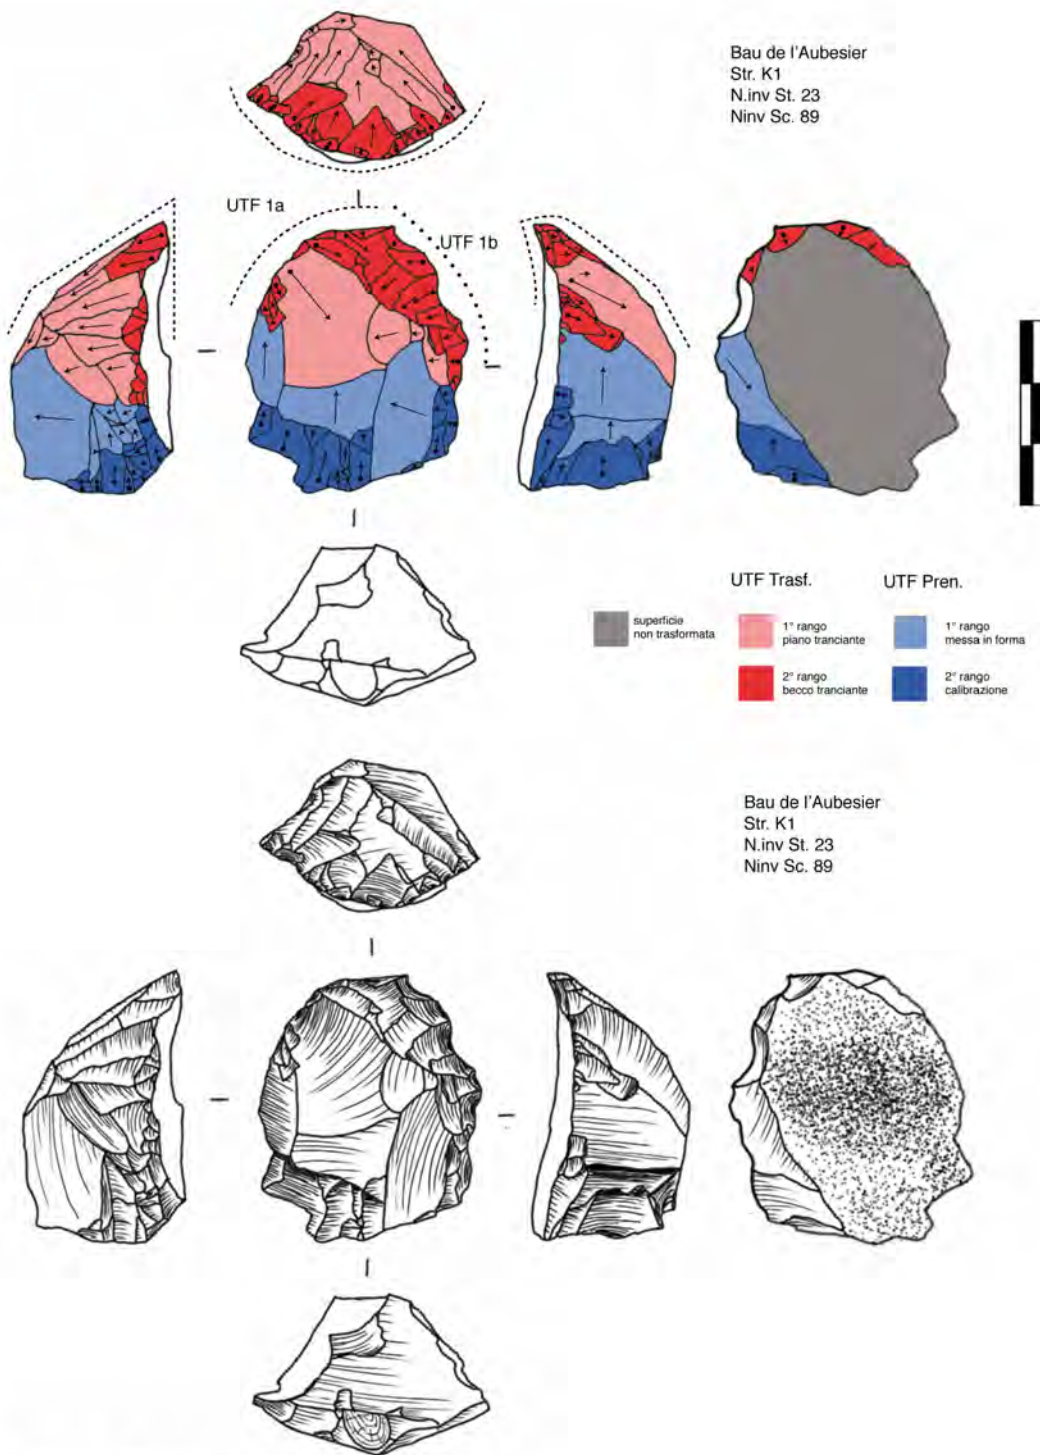 Bau de l'Aubesier
Str. K1
N.inv St. 23
Ninv Sc. 89
UTF 1a
UTF 1b
UTF Trasf.
UTF Pren.
superficie
non trasformata
1° rango
piano tranciante
1° rango
messa in forma
2° rango
becco tranciante
2° rango
calibrazione
Bau de l'Aubesier
Str. K1
N.inv St. 23
Ninv Sc. 89